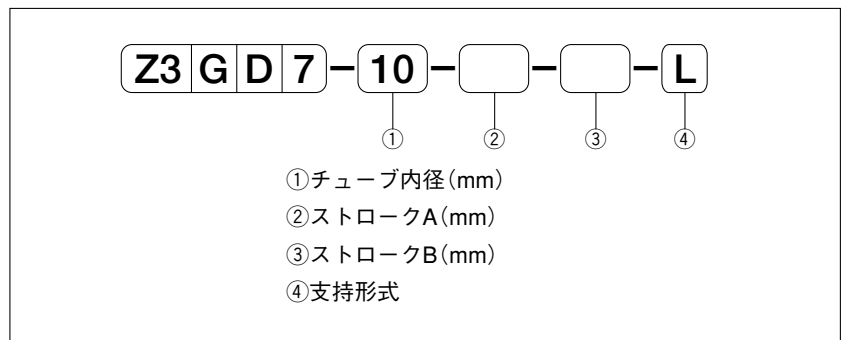 Z3 G D 7－10－ － －L
① ② ③ ④
①チューブ内径(mm)
②ストロークA(mm)
③ストロークB(mm)
④支持形式